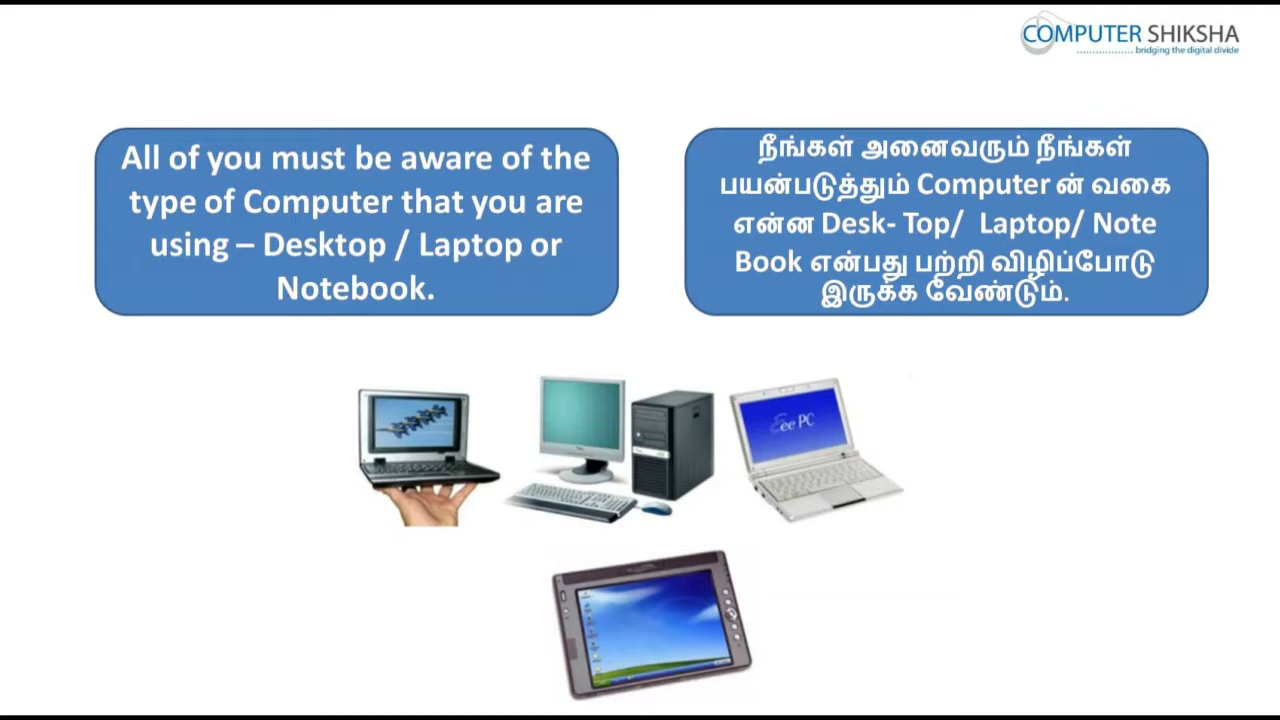 COMPUTER SHIKSHA
bridging the digital divide
All of you must be aware of the
type of Computer that you are
using – Desktop / Laptop or
Notebook.
நீங்கள் அனைவரும் நீங்கள்
பயன்படுத்தும் Computer ன் வகை
என்ன Desk- Top/ Laptop/ Note
Book என்பது பற்றி விழிப்போடு
இருக்க வேண்டும்.
Eee PC